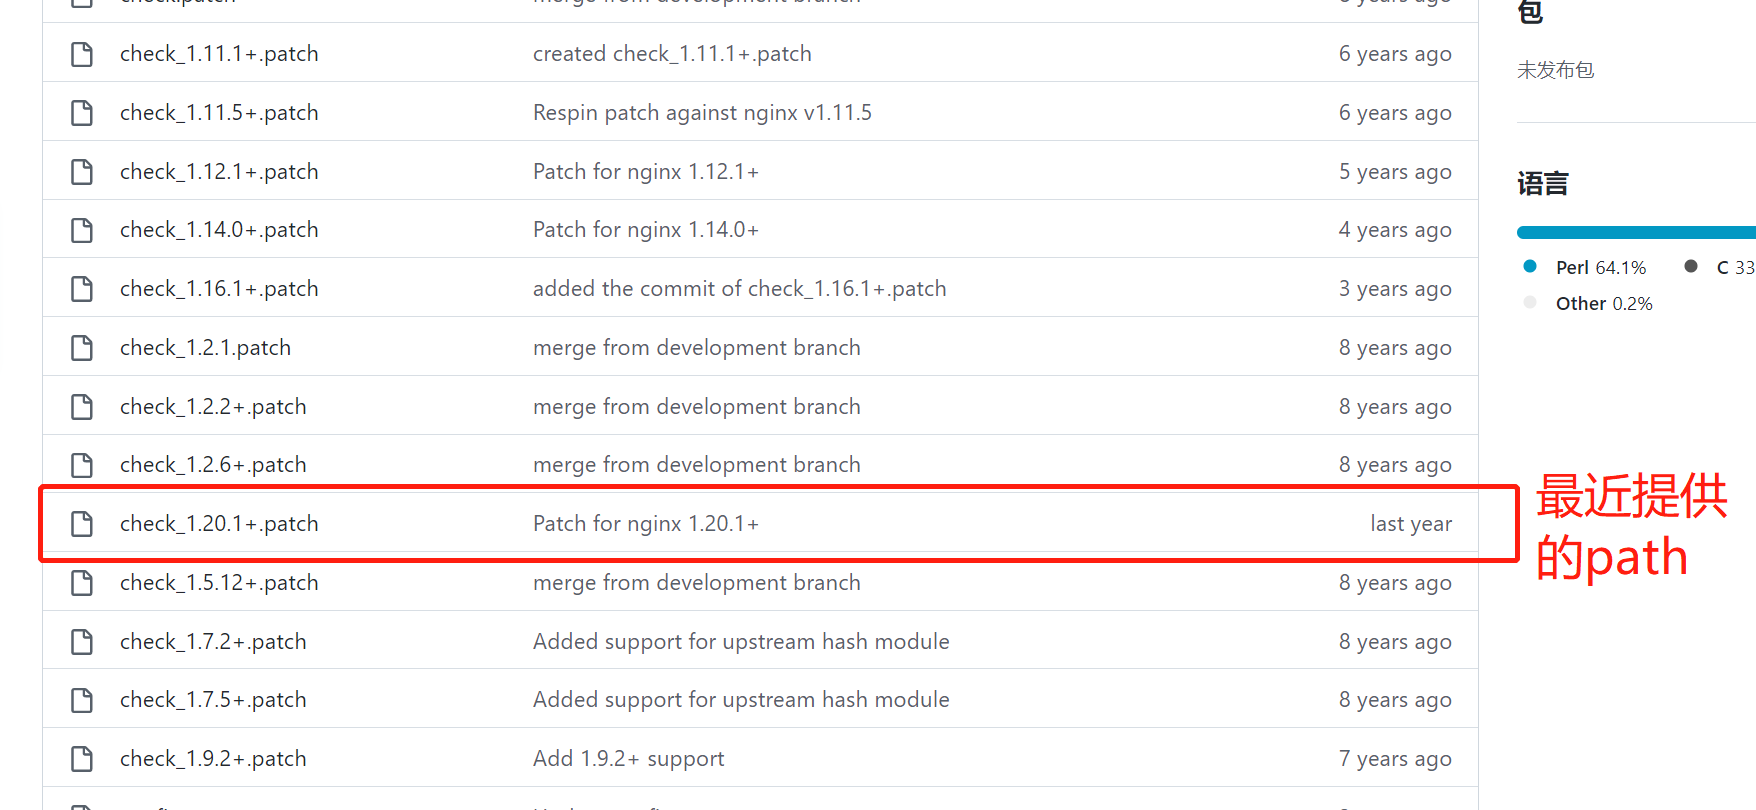 check_1.11.1+.patch created check_1.11.1+.patch 6 years ago
check_1.11.5+.patch Respin patch against nginx v1.11.5 6 years ago
check_1.12.1+.patch Patch for nginx 1.12.1+ 5 years ago
check_1.14.0+.patch Patch for nginx 1.14.0+ 4 years ago
check_1.16.1+.patch added the commit of check_1.16.1+.patch 3 years ago
check_1.2.1.patch merge from development branch 8 years ago
check_1.2.2+.patch merge from development branch 8 years ago
check_1.2.6+.patch merge from development branch 8 years ago
check_1.20.1+.patch Patch for nginx 1.20.1+ last year
check_1.5.12+.patch merge from development branch 8 years ago
check_1.7.2+.patch Added support for upstream hash module 8 years ago
check_1.7.5+.patch Added support for upstream hash module 8 years ago
check_1.9.2+.patch Add 1.9.2+ support 7 years ago
包
未发布包
语言
Perl 64.1% C 33
Other 0.2%
最近提供
的path